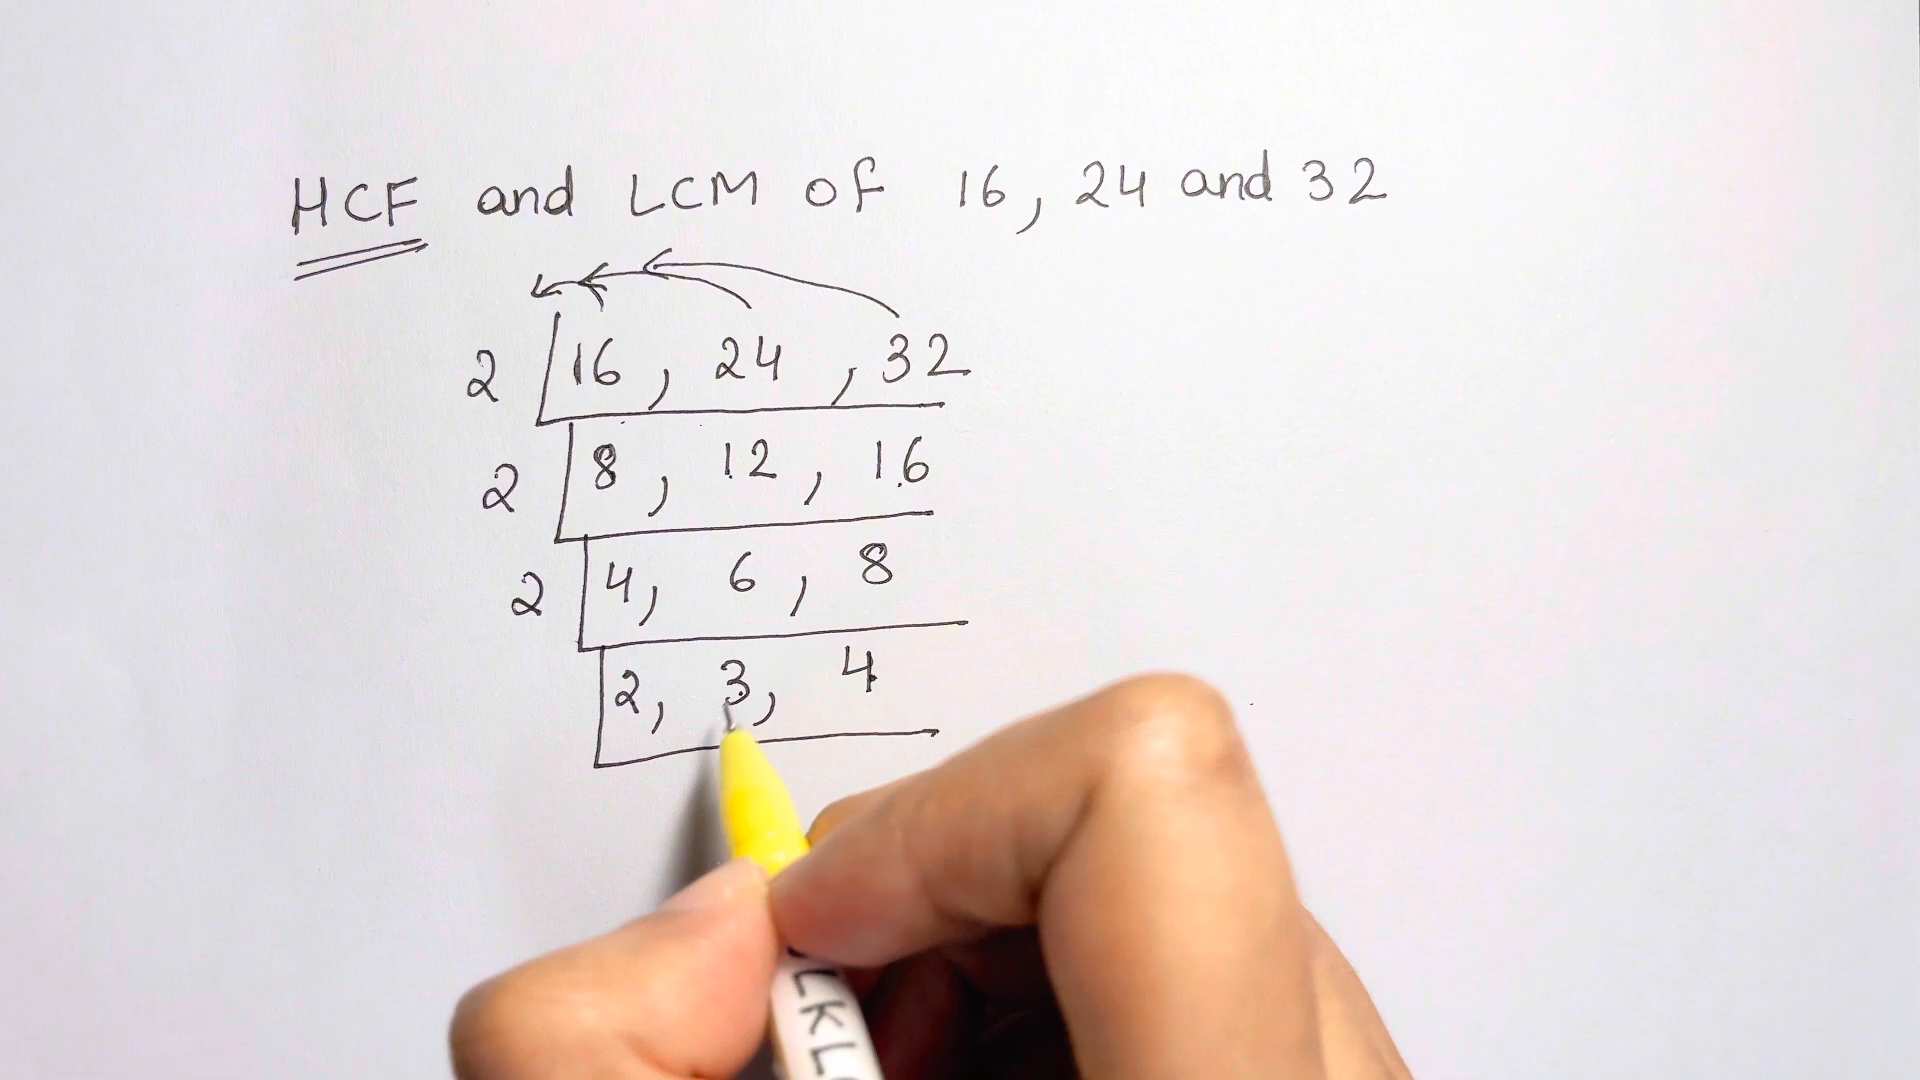 HCF and LCM of 16, 24 and 32
2 16, 24, 32
2 8, 12, 16
2 4, 6, 8
2, 3, 4